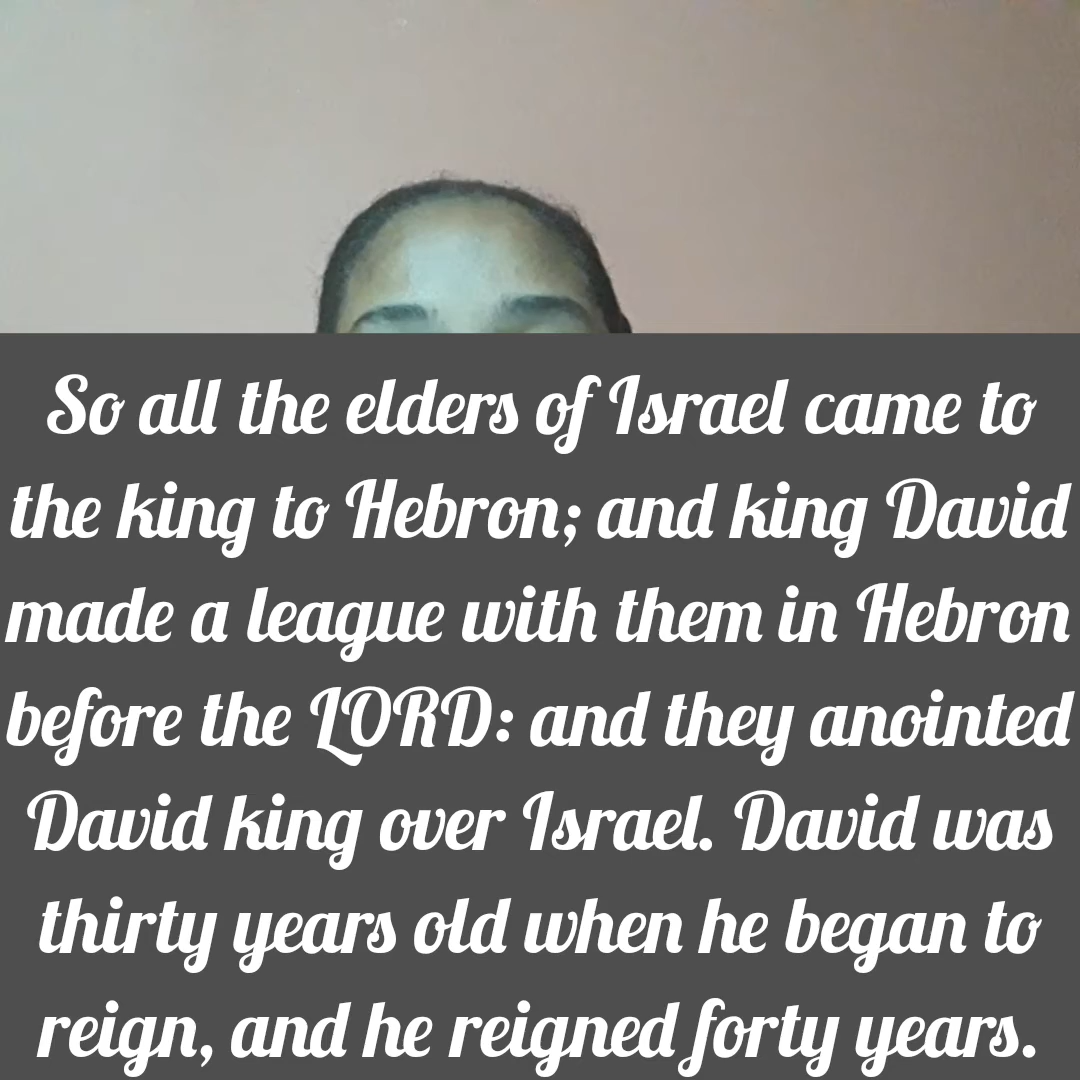 So all the elders of Israel came to
the king to Hebron; and king David
made a league with them in Hebron
before the LORD: and they anointed
David king over Israel. David was
thirty years old when he began to
reign, and he reigned forty years.